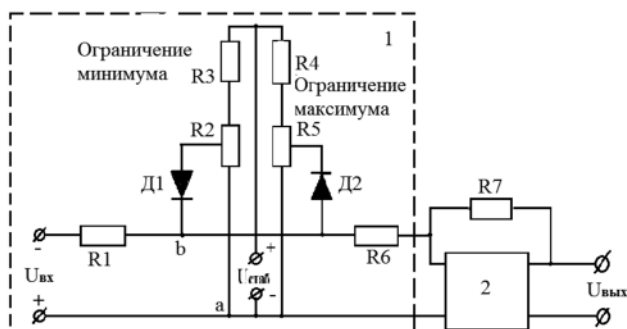 1
Ограничение
минимума
R3
R4
Ограничение
максимума
R2
R5
Д1
Д2
R7
-
R1
b
+
R6
Uвх
Uстаб
2
Uвых
+
a
-